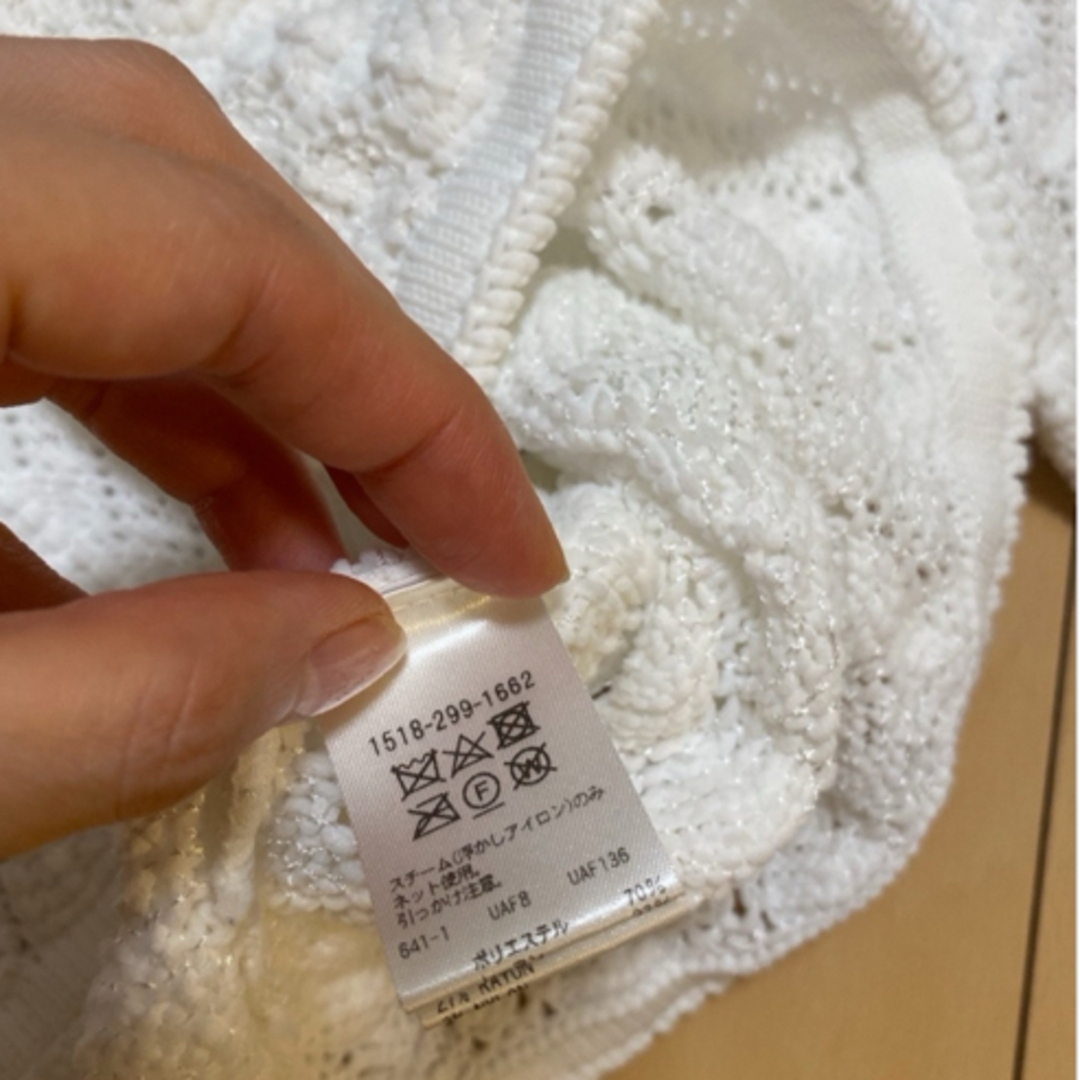 1518-299-1662
F
W
スチーム(浮かしアイロン)のみ
ネット使用。
引っかけ注意。
641-1 UAF8 UAF136
ポリエステル 70%
RAYON